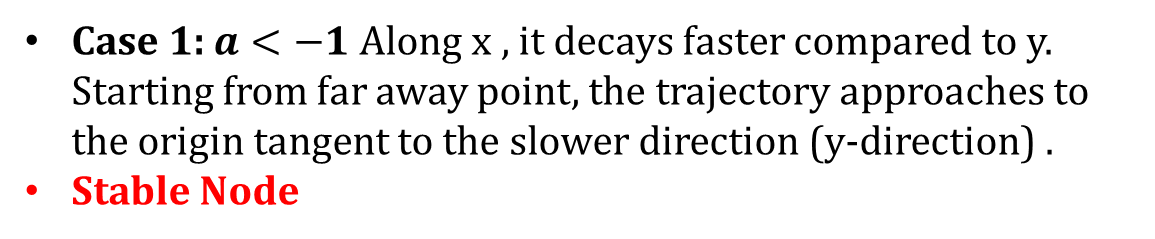 • Case 1: a < −1 Along x , it decays faster compared to y.
Starting from far away point, the trajectory approaches to
the origin tangent to the slower direction (y-direction) .
• Stable Node